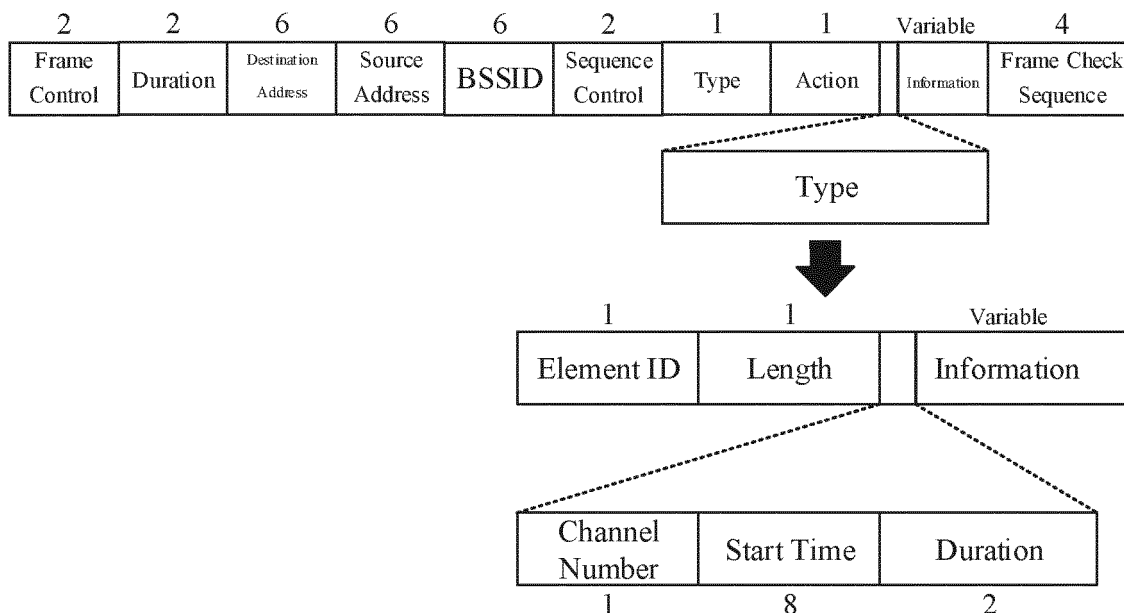 2 2 6 6 6 2 1 1 Variable 4
Frame Control Duration Destination Address Source Address BSSID Sequence Control Type Action Information Frame Check Sequence
Type
1 1 Variable
Element ID Length Information
Channel Number Start Time Duration
1 8 2